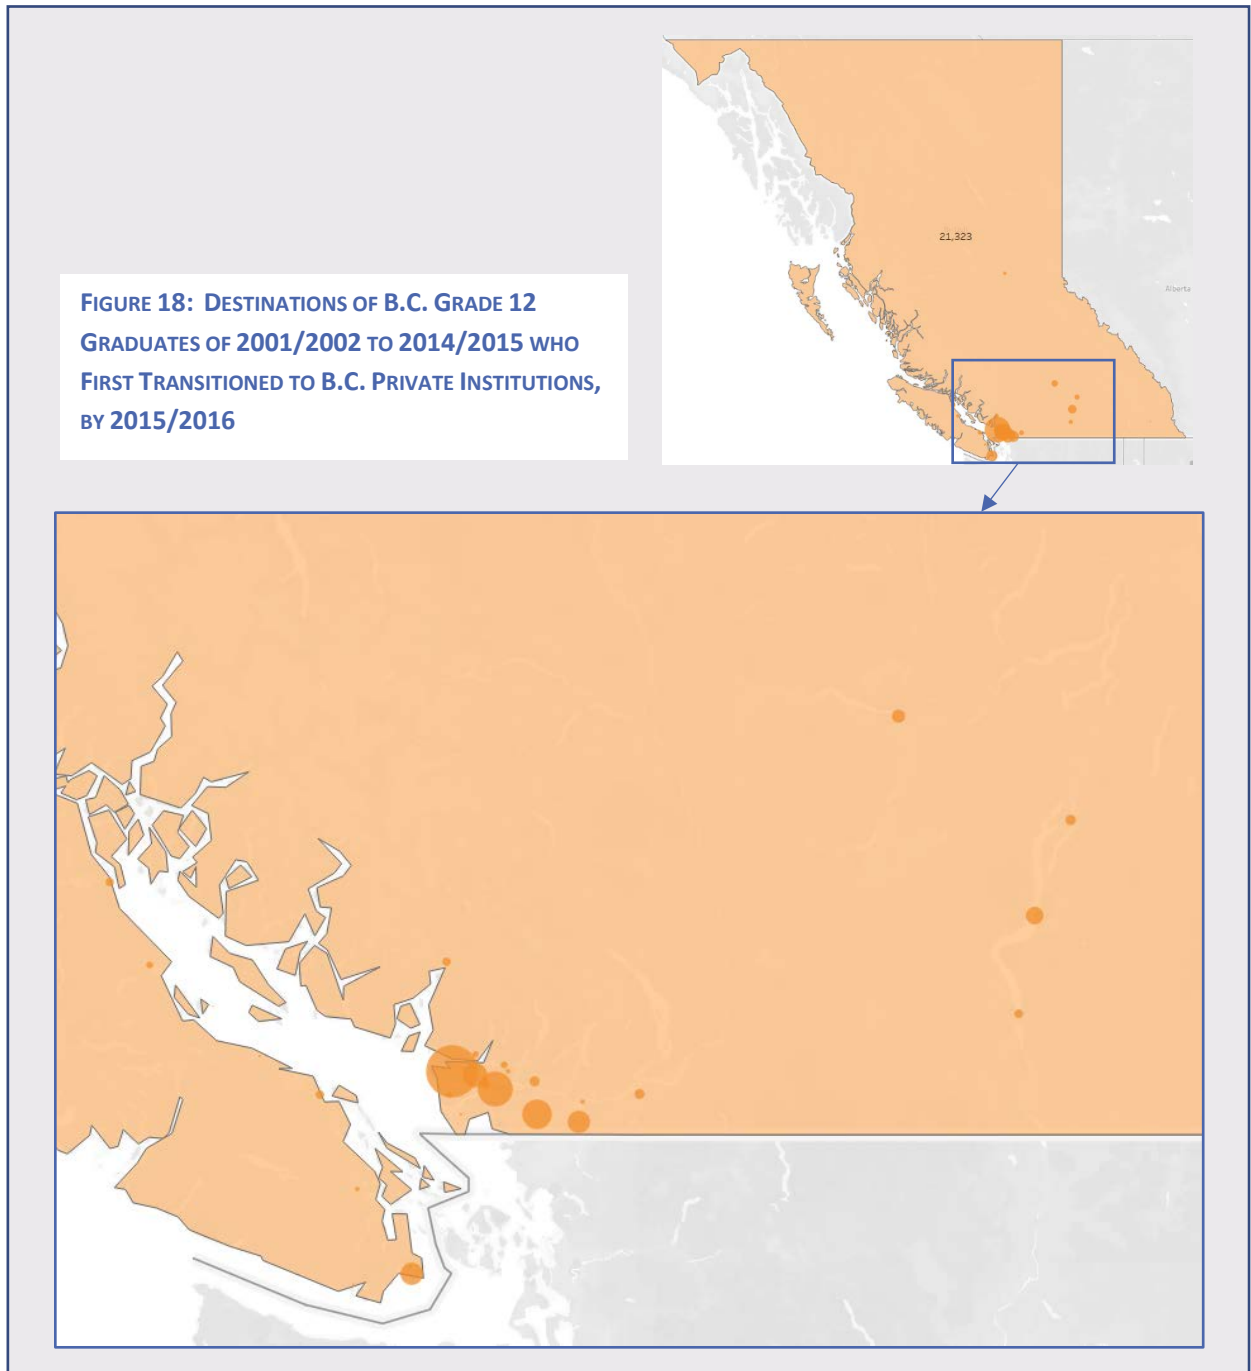 21,323
Alberta
FIGURE 18: DESTINATIONS OF B.C. GRADE 12
GRADUATES OF 2001/2002 TO 2014/2015 WHO
FIRST TRANSITIONED TO B.C. PRIVATE INSTITUTIONS,
BY 2015/2016